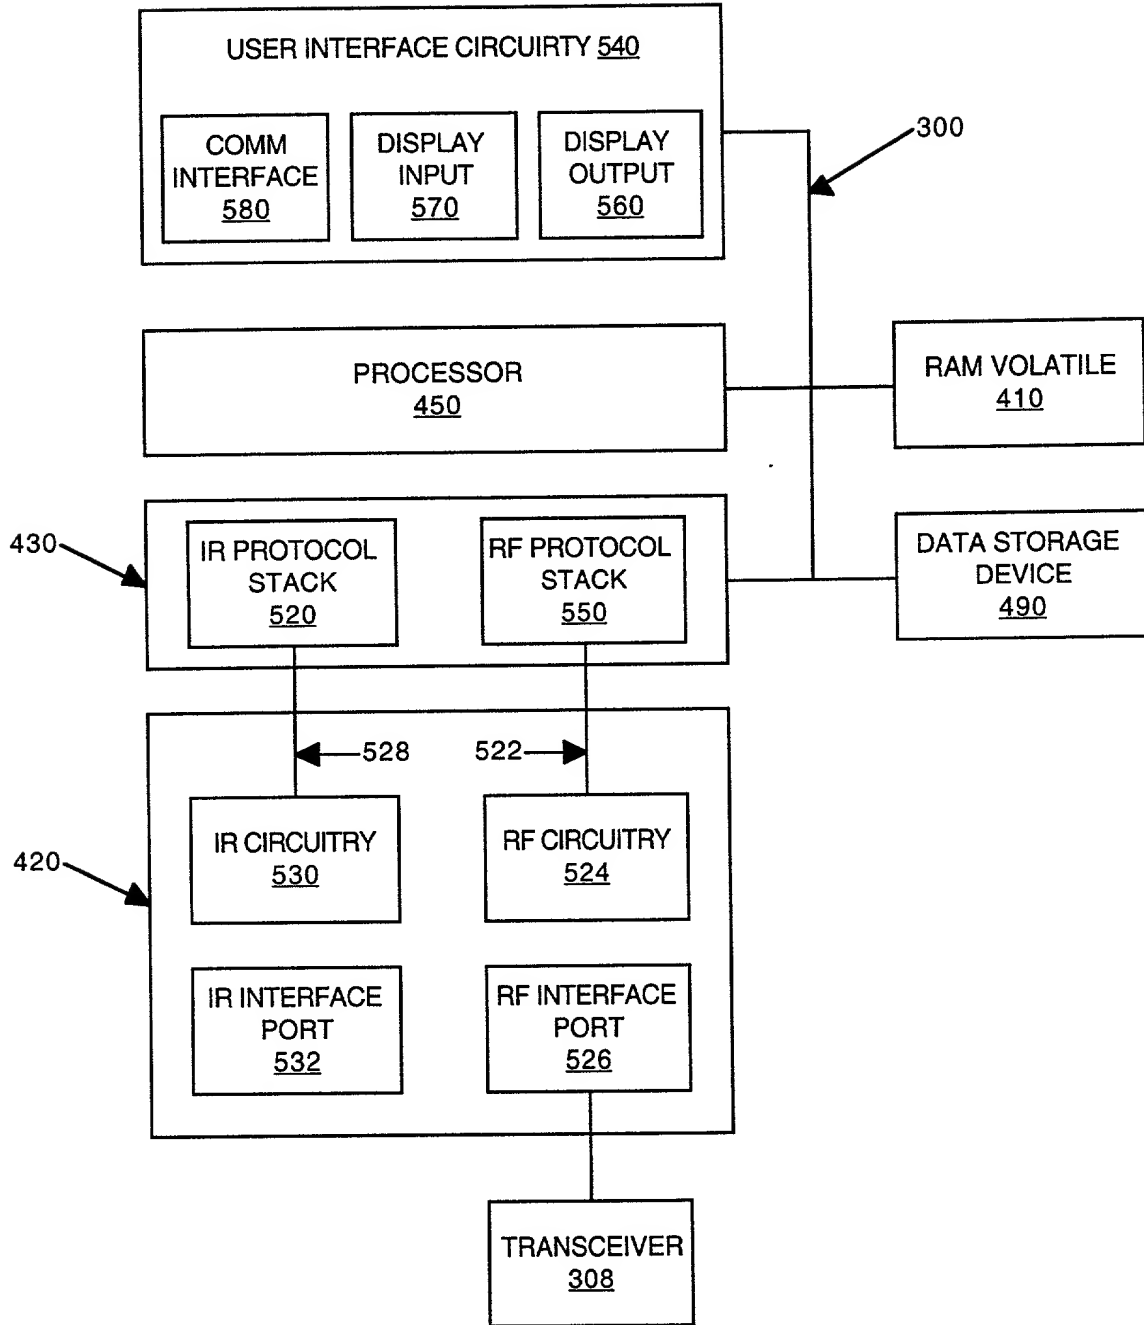 USER INTERFACE CIRCUIRTY 540
COMM
INTERFACE
580
DISPLAY
INPUT
570
DISPLAY
OUTPUT
560
300
PROCESSOR
450
RAM VOLATILE
410
430
IR PROTOCOL
STACK
520
RF PROTOCOL
STACK
550
DATA STORAGE
DEVICE
490
528
522
420
IR CIRCUITRY
530
RF CIRCUITRY
524
IR INTERFACE
PORT
532
RF INTERFACE
PORT
526
TRANSCEIVER
308